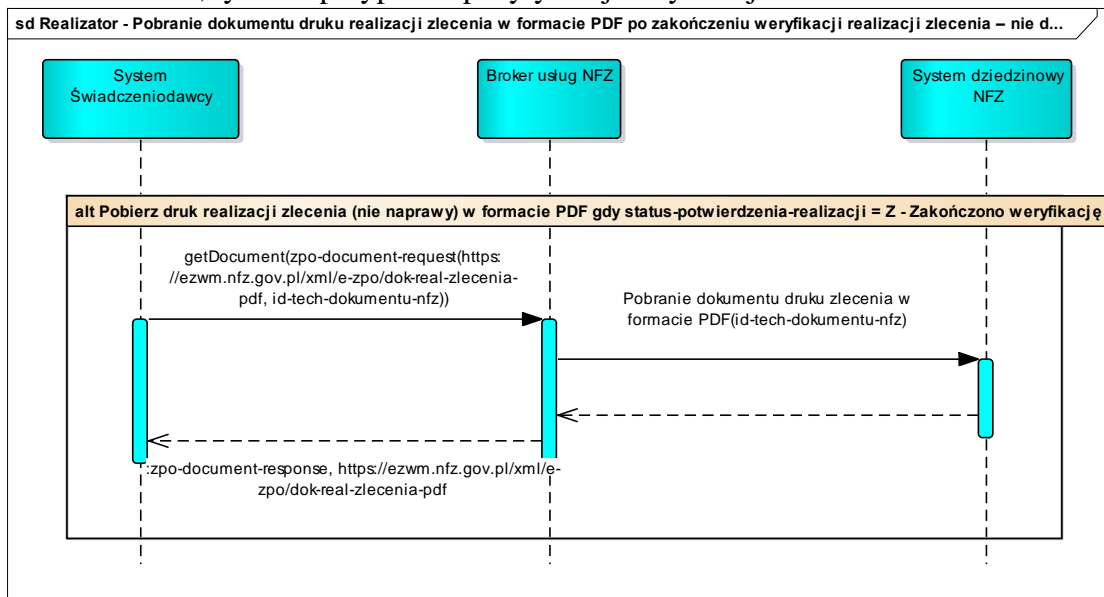 sd Realizator - Pobranie dokumentu druku realizacji zlecenia w formacie PDF po zakończeniu weryfikacji realizacji zlecenia – nie d...
System
Świadczeniodawcy
Broker usług NFZ
System dziedzinowy
NFZ
alt Pobierz druk realizacji zlecenia (nie naprawy) w formacie PDF gdy status-potwierdzenia-realizacji = Z - Zakończono weryfikację
getDocument(zpo-document-request(https:
//ezwm.nfz.gov.pl/xml/e-zpo/dok-real-zlecenia-
pdf, id-tech-dokumentu-nfz))
Pobranie dokumentu druku zlecenia w
formacie PDF(id-tech-dokumentu-nfz)
:zpo-document-response, https://ezwm.nfz.gov.pl/xml/e-
zpo/dok-real-zlecenia-pdf